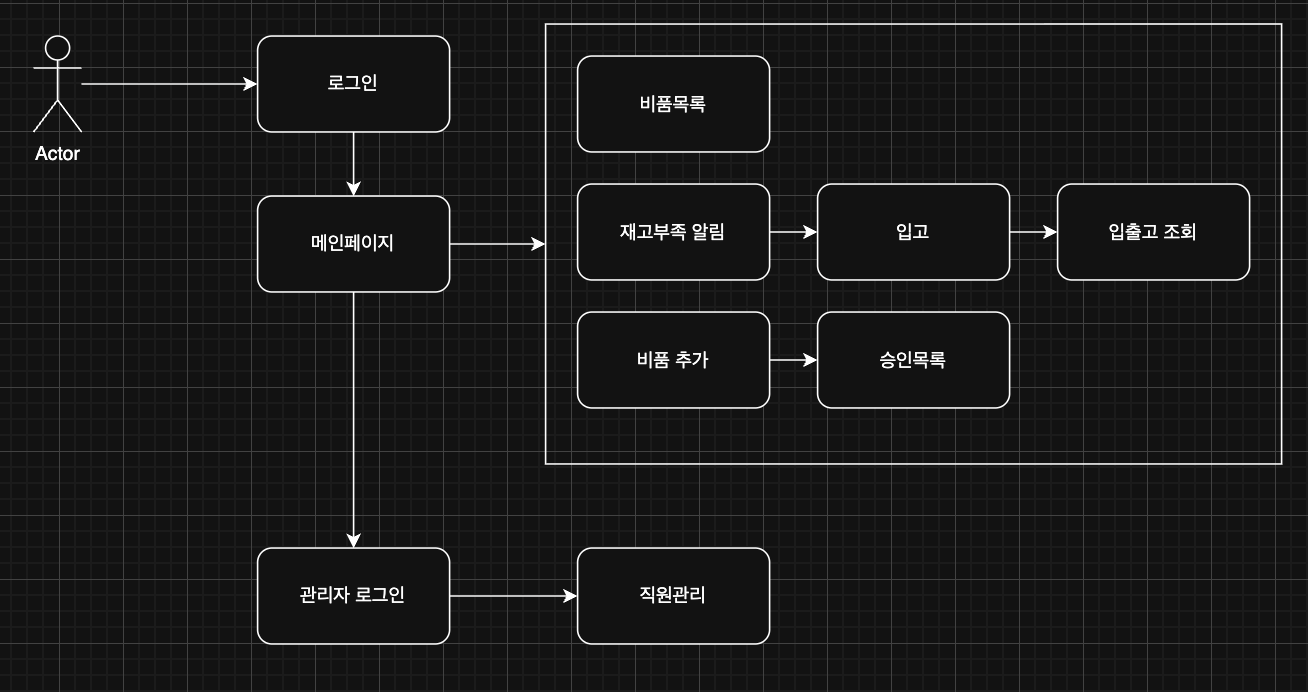 Actor
로그인
메인페이지
비품목록
재고부족 알림
입고
입출고 조회
비품 추가
승인목록
관리자 로그인
직원관리